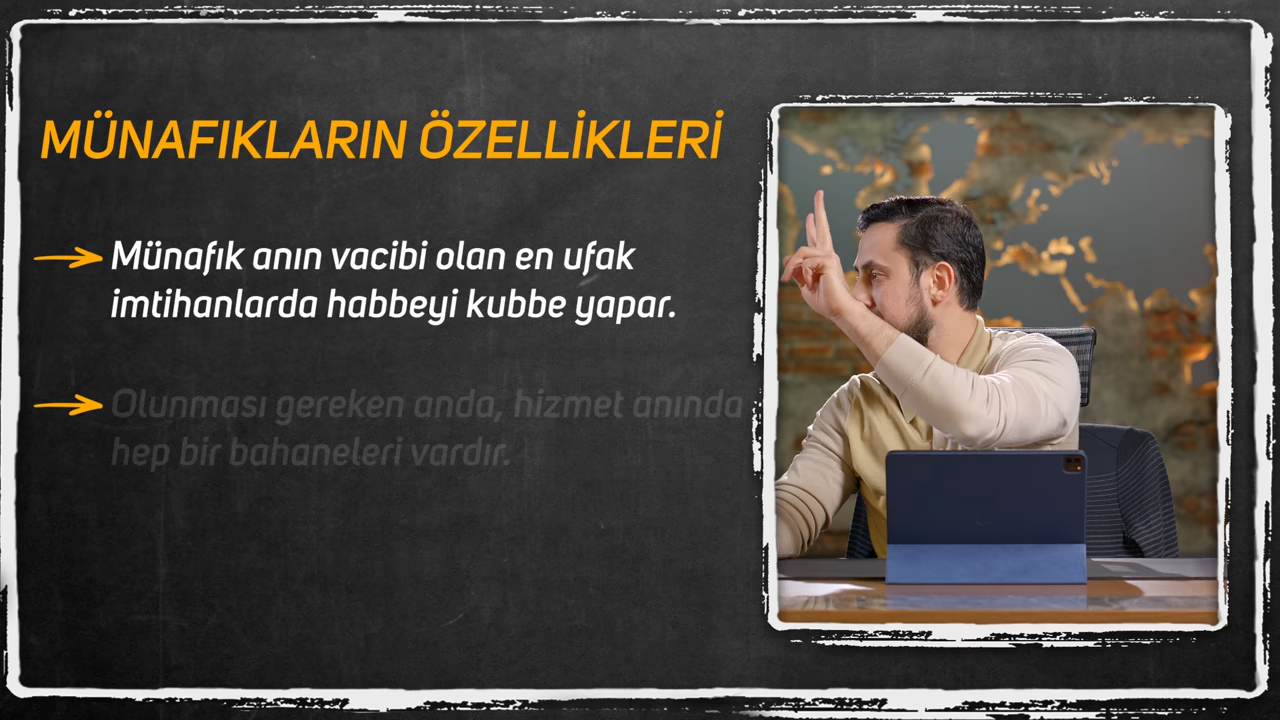 MÜNAFIKLARIN ÖZELLİKLERİ
Münafık anın vacibi olan en ufak
imtihanlarda habbeyi kubbe yapar.
Olunması gereken anda, hizmet anında
hep bir bahaneleri vardır.